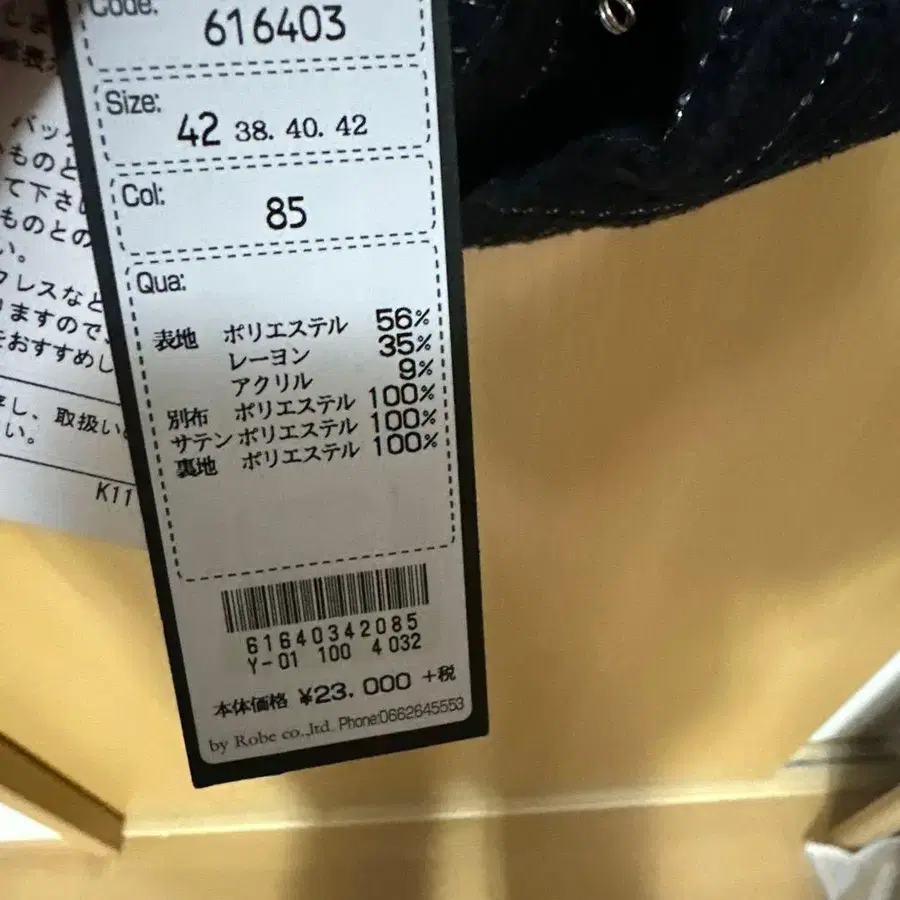 Code:
616403
Size:
42 38. 40. 42
Col:
85
Qua:
表地 ポリエステル 56%
レーヨン 35%
アクリル 9%
別布 ポリエステル 100%
サテン ポリエステル 100%
裏地 ポリエステル 100%
61640342085
Y-01 100 4 032
本体価格 ¥23.000 +税
by Robe co.,ltd. Phone:0662645553
バッ
ものと
て下さ
ものとの
い。
クレスなど
りますので、
おすすめし
し、取扱い
い。
K11